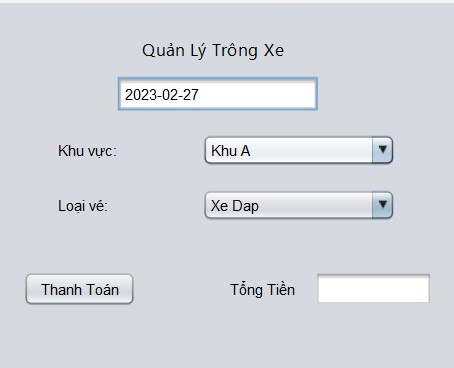 Quản Lý Trông Xe
2023-02-27
Khu vực: Khu A
Loại vé: Xe Dap
Thanh Toán Tổng Tiền